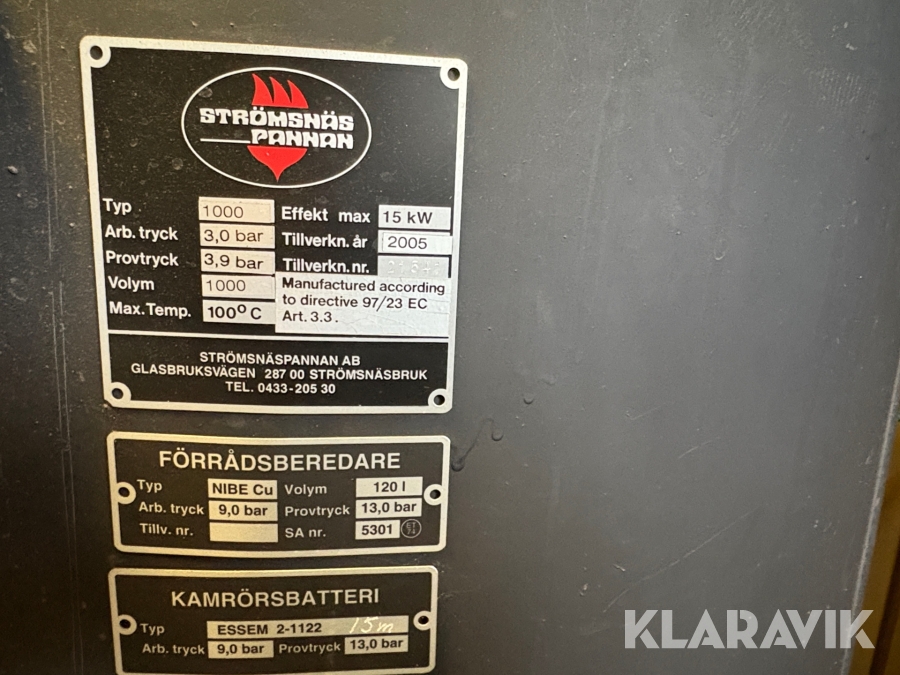 STRÖMSNÄS
PANNAN
Typ 1000 Effekt max 15 kW
Arb. tryck 3,0 bar Tillverkn. år 2005
Provtryck 3,9 bar Tillverkn. nr.
Volym 1000 Manufactured according
to directive 97/23 EC
Max. Temp. 100° C Art. 3.3.
STRÖMSNÄSPANNAN AB
GLASBRUKSVÄGEN 287 00 STRÖMSNÄSBRUK
TEL. 0433-205 30
FÖRRÅDSBEREDARE
Typ NIBE Cu Volym 120 l
Arb. tryck 9,0 bar Provtryck 13,0 bar
Tillv. nr. SA nr. 5301
KAMRÖRSBATTERI
Typ ESSEM 2-1122 15m
Arb. tryck 9,0 bar Provtryck 13,0 bar
KLARAVIK